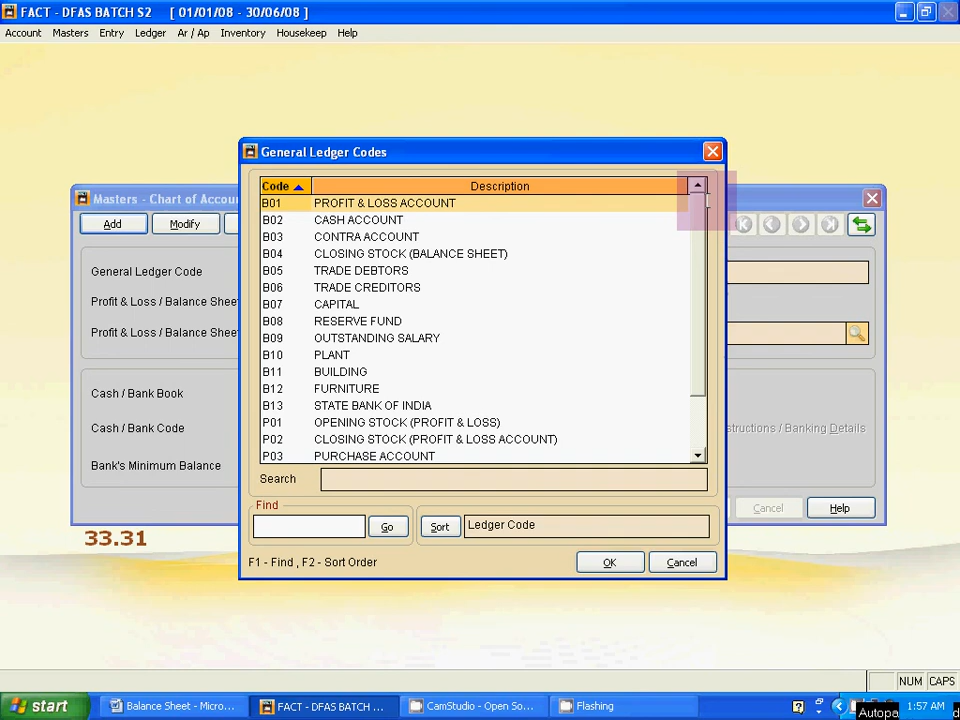 FACT - DFAS BATCH S2 [ 01/01/08 - 30/06/08 ]
Account Masters Entry Ledger Ar / Ap Inventory Housekeep Help
General Ledger Codes
Masters - Chart of Accou
Add Modify
General Ledger Code
Profit & Loss / Balance Shee
Profit & Loss / Balance Shee
Cash / Bank Book
Cash / Bank Code
Bank's Minimum Balance
structions / Banking Details
Cancel Help
33.31
Code Description
B01 PROFIT & LOSS ACCOUNT
B02 CASH ACCOUNT
B03 CONTRA ACCOUNT
B04 CLOSING STOCK (BALANCE SHEET)
B05 TRADE DEBTORS
B06 TRADE CREDITORS
B07 CAPITAL
B08 RESERVE FUND
B09 OUTSTANDING SALARY
B10 PLANT
B11 BUILDING
B12 FURNITURE
B13 STATE BANK OF INDIA
P01 OPENING STOCK (PROFIT & LOSS)
P02 CLOSING STOCK (PROFIT & LOSS ACCOUNT)
P03 PURCHASE ACCOUNT
Search
Find
Go Sort Ledger Code
F1 - Find , F2 - Sort Order OK Cancel
NUM CAPS
start Balance Sheet - Micro... FACT - DFAS BATCH ... CamStudio - Open So... Flashing 1:57 AM
Autopa